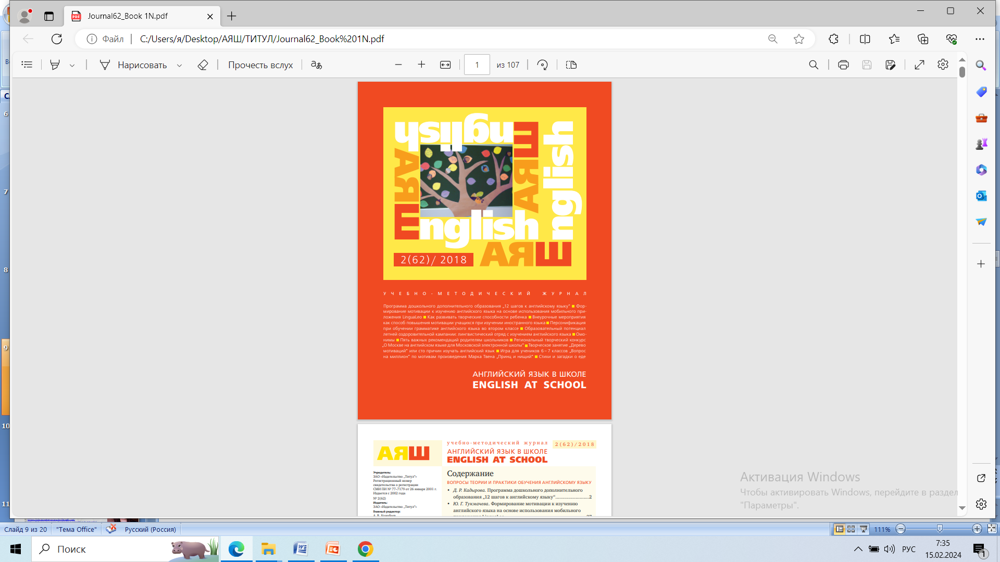 Journal62_Book 1N.pdf
Файл
C:/Users/я/Desktop/АЯШ/ТИТУЛ/Journal62_Book%201N.pdf
Нарисовать
Прочесть вслух
1
из 107
English
АЯШ
АЯШ
English
English
АЯШ
2(62)/ 2018
УЧЕБНО-МЕТОДИЧЕСКИЙ ЖУРНАЛ
Программа дошкольного дополнительного образования „12 шагов к английскому языку“ ■ Фор-
мирование мотивации к изучению английского языка на основе использования мобильного при-
ложения LinguaLeo ■ Как развивать творческие способности ребенка ■ Внеурочные мероприятия
как способ повышения мотивации учащихся при изучении иностранного языка ■ Персонификация
при обучении грамматике английского языка во втором классе ■ Образовательный потенциал
летней оздоровительной кампании: лингвистический отряд с изучением английского языка ■ Омо-
нимы ■ Пять важных рекомендаций родителям школьников ■ Региональный творческий конкурс
„О Москве на английском языке для Московской электронной школы“ ■ Творческое занятие „Дерево
мотиваций“ или сто причин изучать английский язык ■ Игра для учеников 6–7 классов „Вопрос
на миллион“ по мотивам произведения Марка Твена „Принц и нищий“ ■ Стихи и загадки о еде
АНГЛИЙСКИЙ ЯЗЫК В ШКОЛЕ
ENGLISH AT SCHOOL
АЯШ
учебно-методический журнал
2(62)/2018
АНГЛИЙСКИЙ ЯЗЫК В ШКОЛЕ
ENGLISH AT SCHOOL
Учредитель:
ЗАО «Издательство „Титул“»
Регистрационный номер
свидетельства о регистрации
СМИ ПИ № 77–7179 от 26 января 2001 г.
Издается с 2002 года
№ 2(62)
Издатель:
ЗАО «Издательство „Титул“»
Главный редактор:
Содержание
ВОПРОСЫ ТЕОРИИ И ПРАКТИКИ ОБУЧЕНИЯ АНГЛИЙСКОМУ ЯЗЫКУ
• Д. Р. Кадырова. Программа дошкольного дополнительного
образования „12 шагов к английскому языку“.........................2
• Ю. Г. Тукмачева. Формирование мотивации к изучению
английского языка на основе использования мобильного
Активация Windows
Чтобы активировать Windows, перейдите в раздел
"Параметры".
6
7
8
9
10
11
Слайд 9 из 20
"Тема Office"
Русский (Россия)
111%
Поиск
РУС
7:35
15.02.2024
1